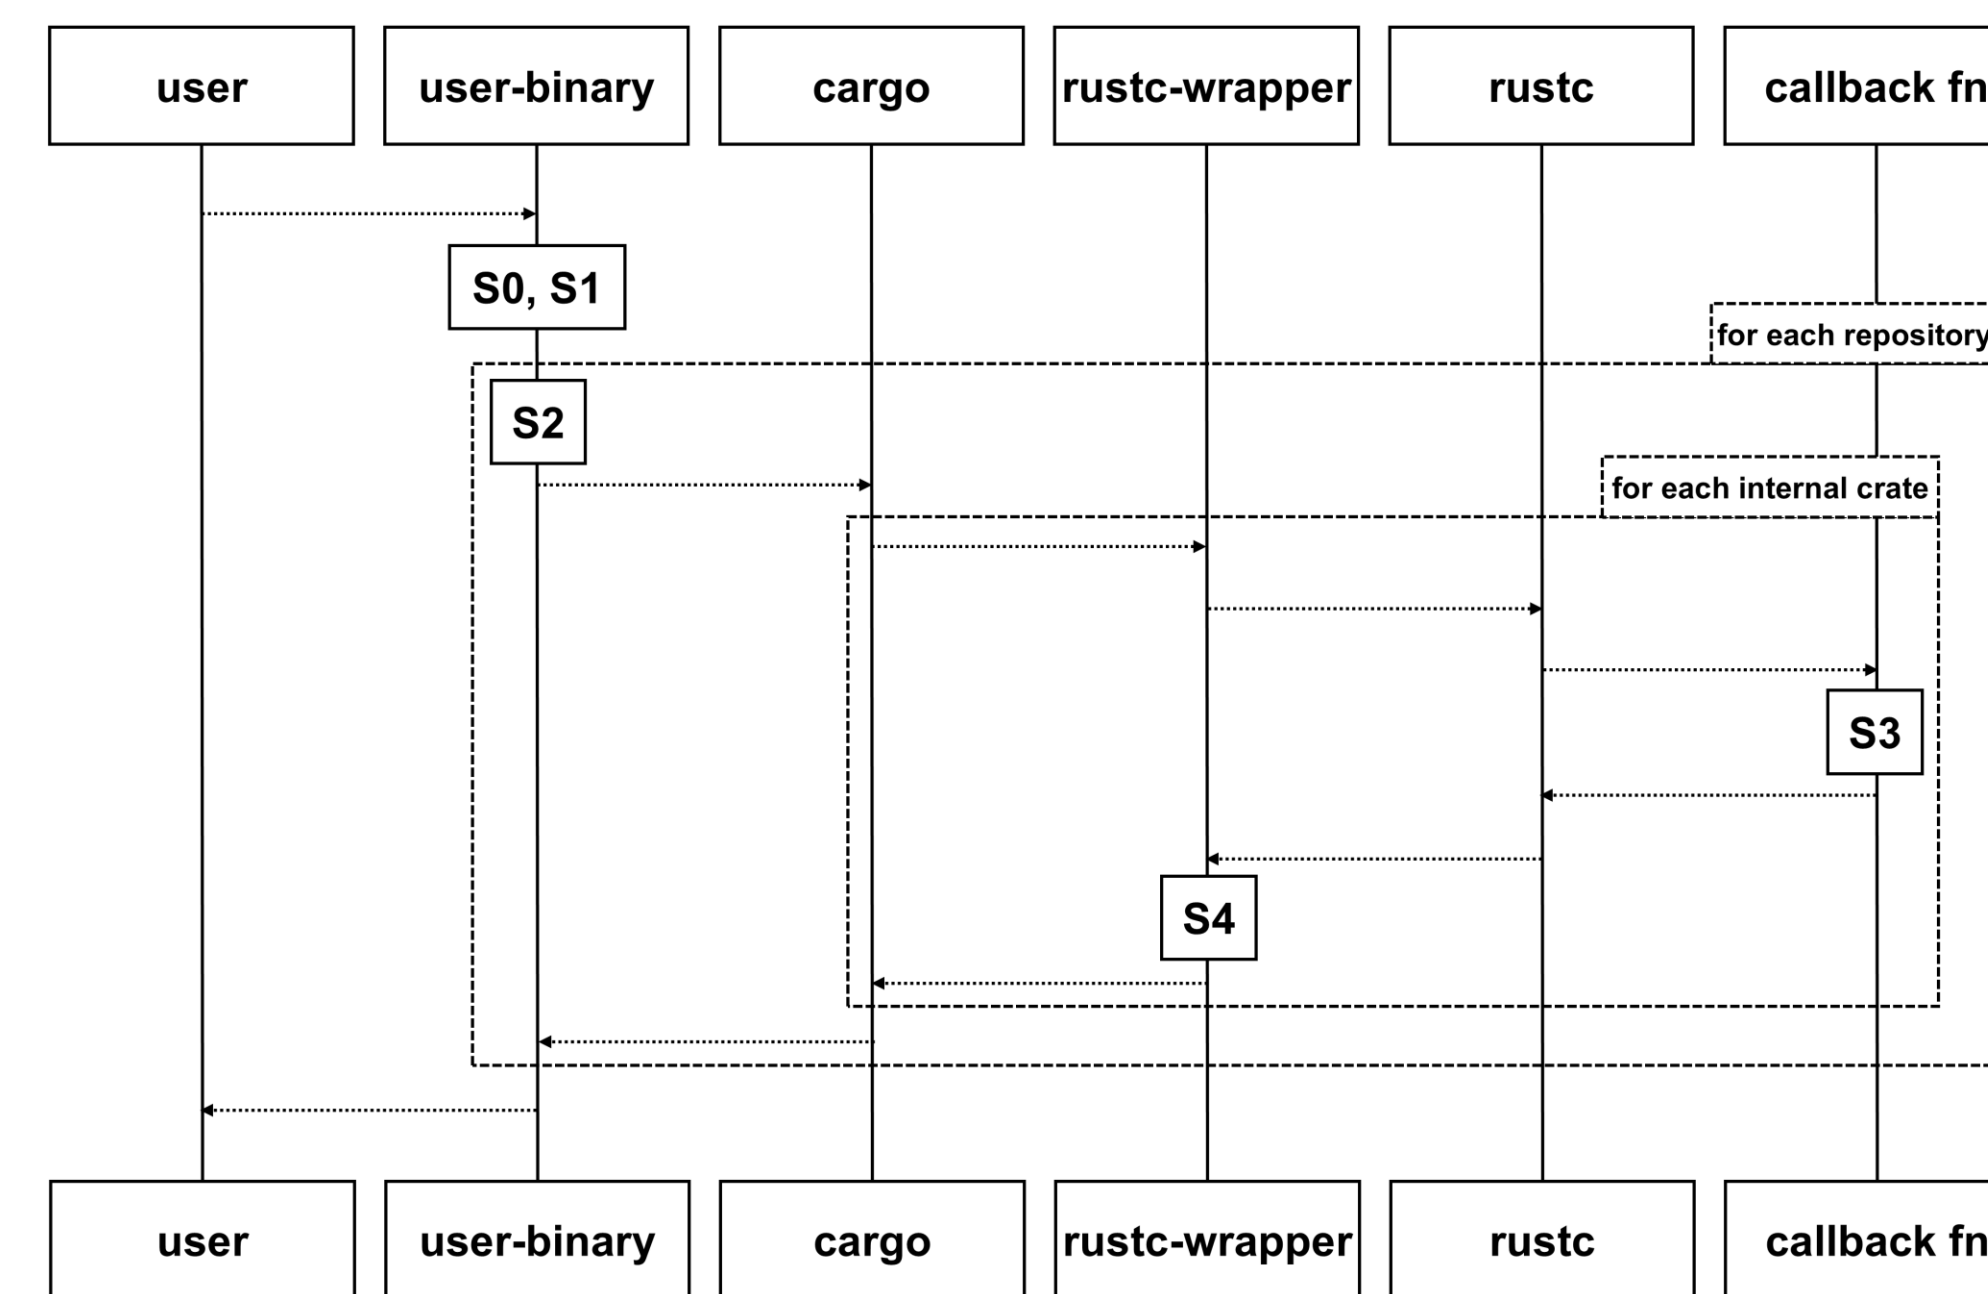 user
user-binary
cargo
rustc-wrapper
rustc
callback fn
S0, S1
for each repository
S2
for each internal crate
S3
S4
user
user-binary
cargo
rustc-wrapper
rustc
callback fn